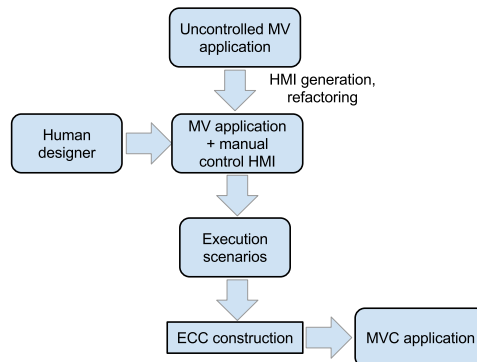 Uncontrolled MV
application
HMI generation,
refactoring
Human
designer
MV application
+ manual
control HMI
Execution
scenarios
ECC construction
MVC application